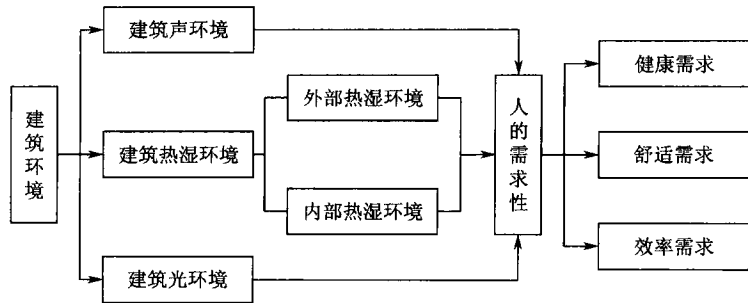 建筑环境
建筑声环境
建筑热湿环境
建筑光环境
外部热湿环境
内部热湿环境
人的需求性
健康需求
舒适需求
效率需求